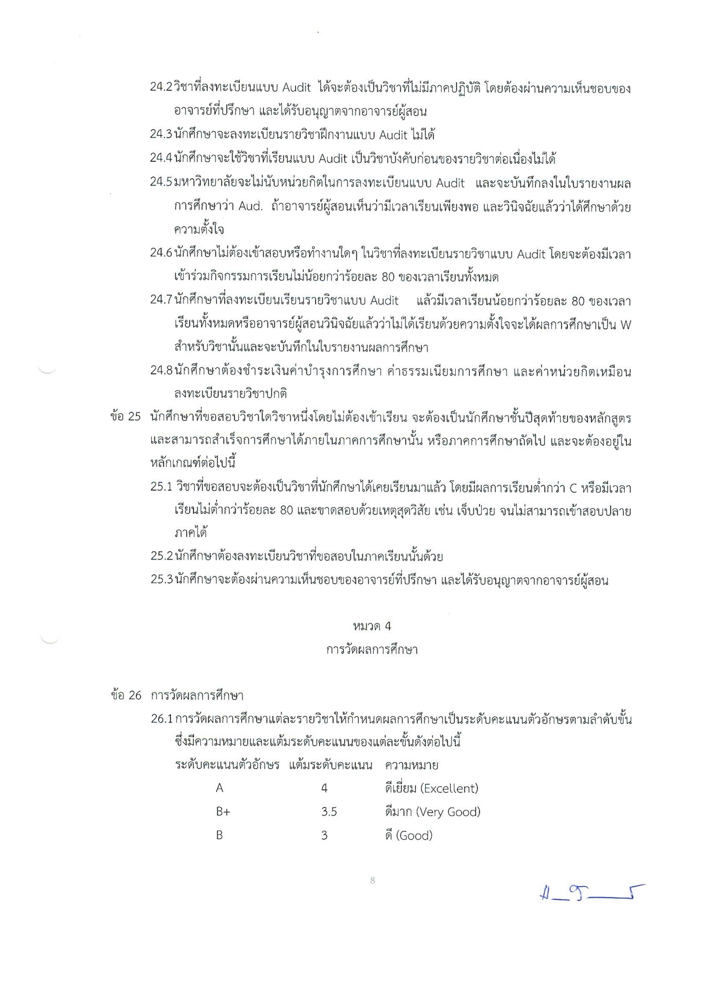 24.2 วิชาที่ลงทะเบียนแบบ Audit ได้จะต้องเป็นวิชาที่ไม่มีภาคปฏิบัติ โดยต้องผ่านความเห็นชอบของ
อาจารย์ที่ปรึกษา และได้รับอนุญาตจากอาจารย์ผู้สอน
24.3 นักศึกษาจะลงทะเบียนรายวิชาฝึกงานแบบ Audit ไม่ได้
24.4 นักศึกษาจะใช้วิชาที่เรียนแบบ Audit เป็นวิชาบังคับก่อนของรายวิชาต่อเนื่องไม่ได้
24.5 มหาวิทยาลัยจะไม่นับหน่วยกิตในการลงทะเบียนแบบ Audit และจะบันทึกลงในใบรายงานผล
การศึกษาว่า Aud. ถ้าอาจารย์ผู้สอนเห็นว่ามีเวลาเรียนเพียงพอ และวินิจฉัยแล้วว่าได้ศึกษาด้วย
ความตั้งใจ
24.6 นักศึกษาไม่ต้องเข้าสอบหรือทำงานใดๆ ในวิชาที่ลงทะเบียนรายวิชาแบบ Audit โดยจะต้องมีเวลา
เข้าร่วมกิจกรรมการเรียนไม่น้อยกว่าร้อยละ 80 ของเวลาเรียนทั้งหมด
24.7 นักศึกษาที่ลงทะเบียนเรียนรายวิชาแบบ Audit แล้วมีเวลาเรียนน้อยกว่าร้อยละ 80 ของเวลา
เรียนทั้งหมดหรืออาจารย์ผู้สอนวินิจฉัยแล้วว่าไม่ได้เรียนด้วยความตั้งใจจะได้ผลการศึกษาเป็น W
สำหรับวิชานั้นและจะบันทึกในใบรายงานผลการศึกษา
24.8 นักศึกษาต้องชำระเงินค่าบำรุงการศึกษา ค่าธรรมเนียมการศึกษา และค่าหน่วยกิตเหมือน
ลงทะเบียนรายวิชาปกติ
ข้อ 25 นักศึกษาที่ขอสอบวิชาใดวิชาหนึ่งโดยไม่ต้องเข้าเรียน จะต้องเป็นนักศึกษาชั้นปีสุดท้ายของหลักสูตร
และสามารถสำเร็จการศึกษาได้ภายในภาคการศึกษานั้น หรือภาคการศึกษาถัดไป และจะต้องอยู่ใน
หลักเกณฑ์ต่อไปนี้
25.1 วิชาที่ขอสอบจะต้องเป็นวิชาที่นักศึกษาได้เคยเรียนมาแล้ว โดยมีผลการเรียนต่ำกว่า C หรือมีเวลา
เรียนไม่ต่ำกว่าร้อยละ 80 และขาดสอบด้วยเหตุสุดวิสัย เช่น เจ็บป่วย จนไม่สามารถเข้าสอบปลาย
ภาคได้
25.2 นักศึกษาต้องลงทะเบียนวิชาที่ขอสอบในภาคเรียนนั้นด้วย
25.3 นักศึกษาจะต้องผ่านความเห็นชอบของอาจารย์ที่ปรึกษา และได้รับอนุญาตจากอาจารย์ผู้สอน
หมวด 4
การวัดผลการศึกษา
ข้อ 26 การวัดผลการศึกษา
26.1 การวัดผลการศึกษาแต่ละรายวิชาให้กำหนดผลการศึกษาเป็นระดับคะแนนตัวอักษรตามลำดับขั้น
ซึ่งมีความหมายและแต้มระดับคะแนนของแต่ละขั้นดังต่อไปนี้
ระดับคะแนนตัวอักษร แต้มระดับคะแนน ความหมาย
A 4 ดีเยี่ยม (Excellent)
B+ 3.5 ดีมาก (Very Good)
B 3 ดี (Good)
8